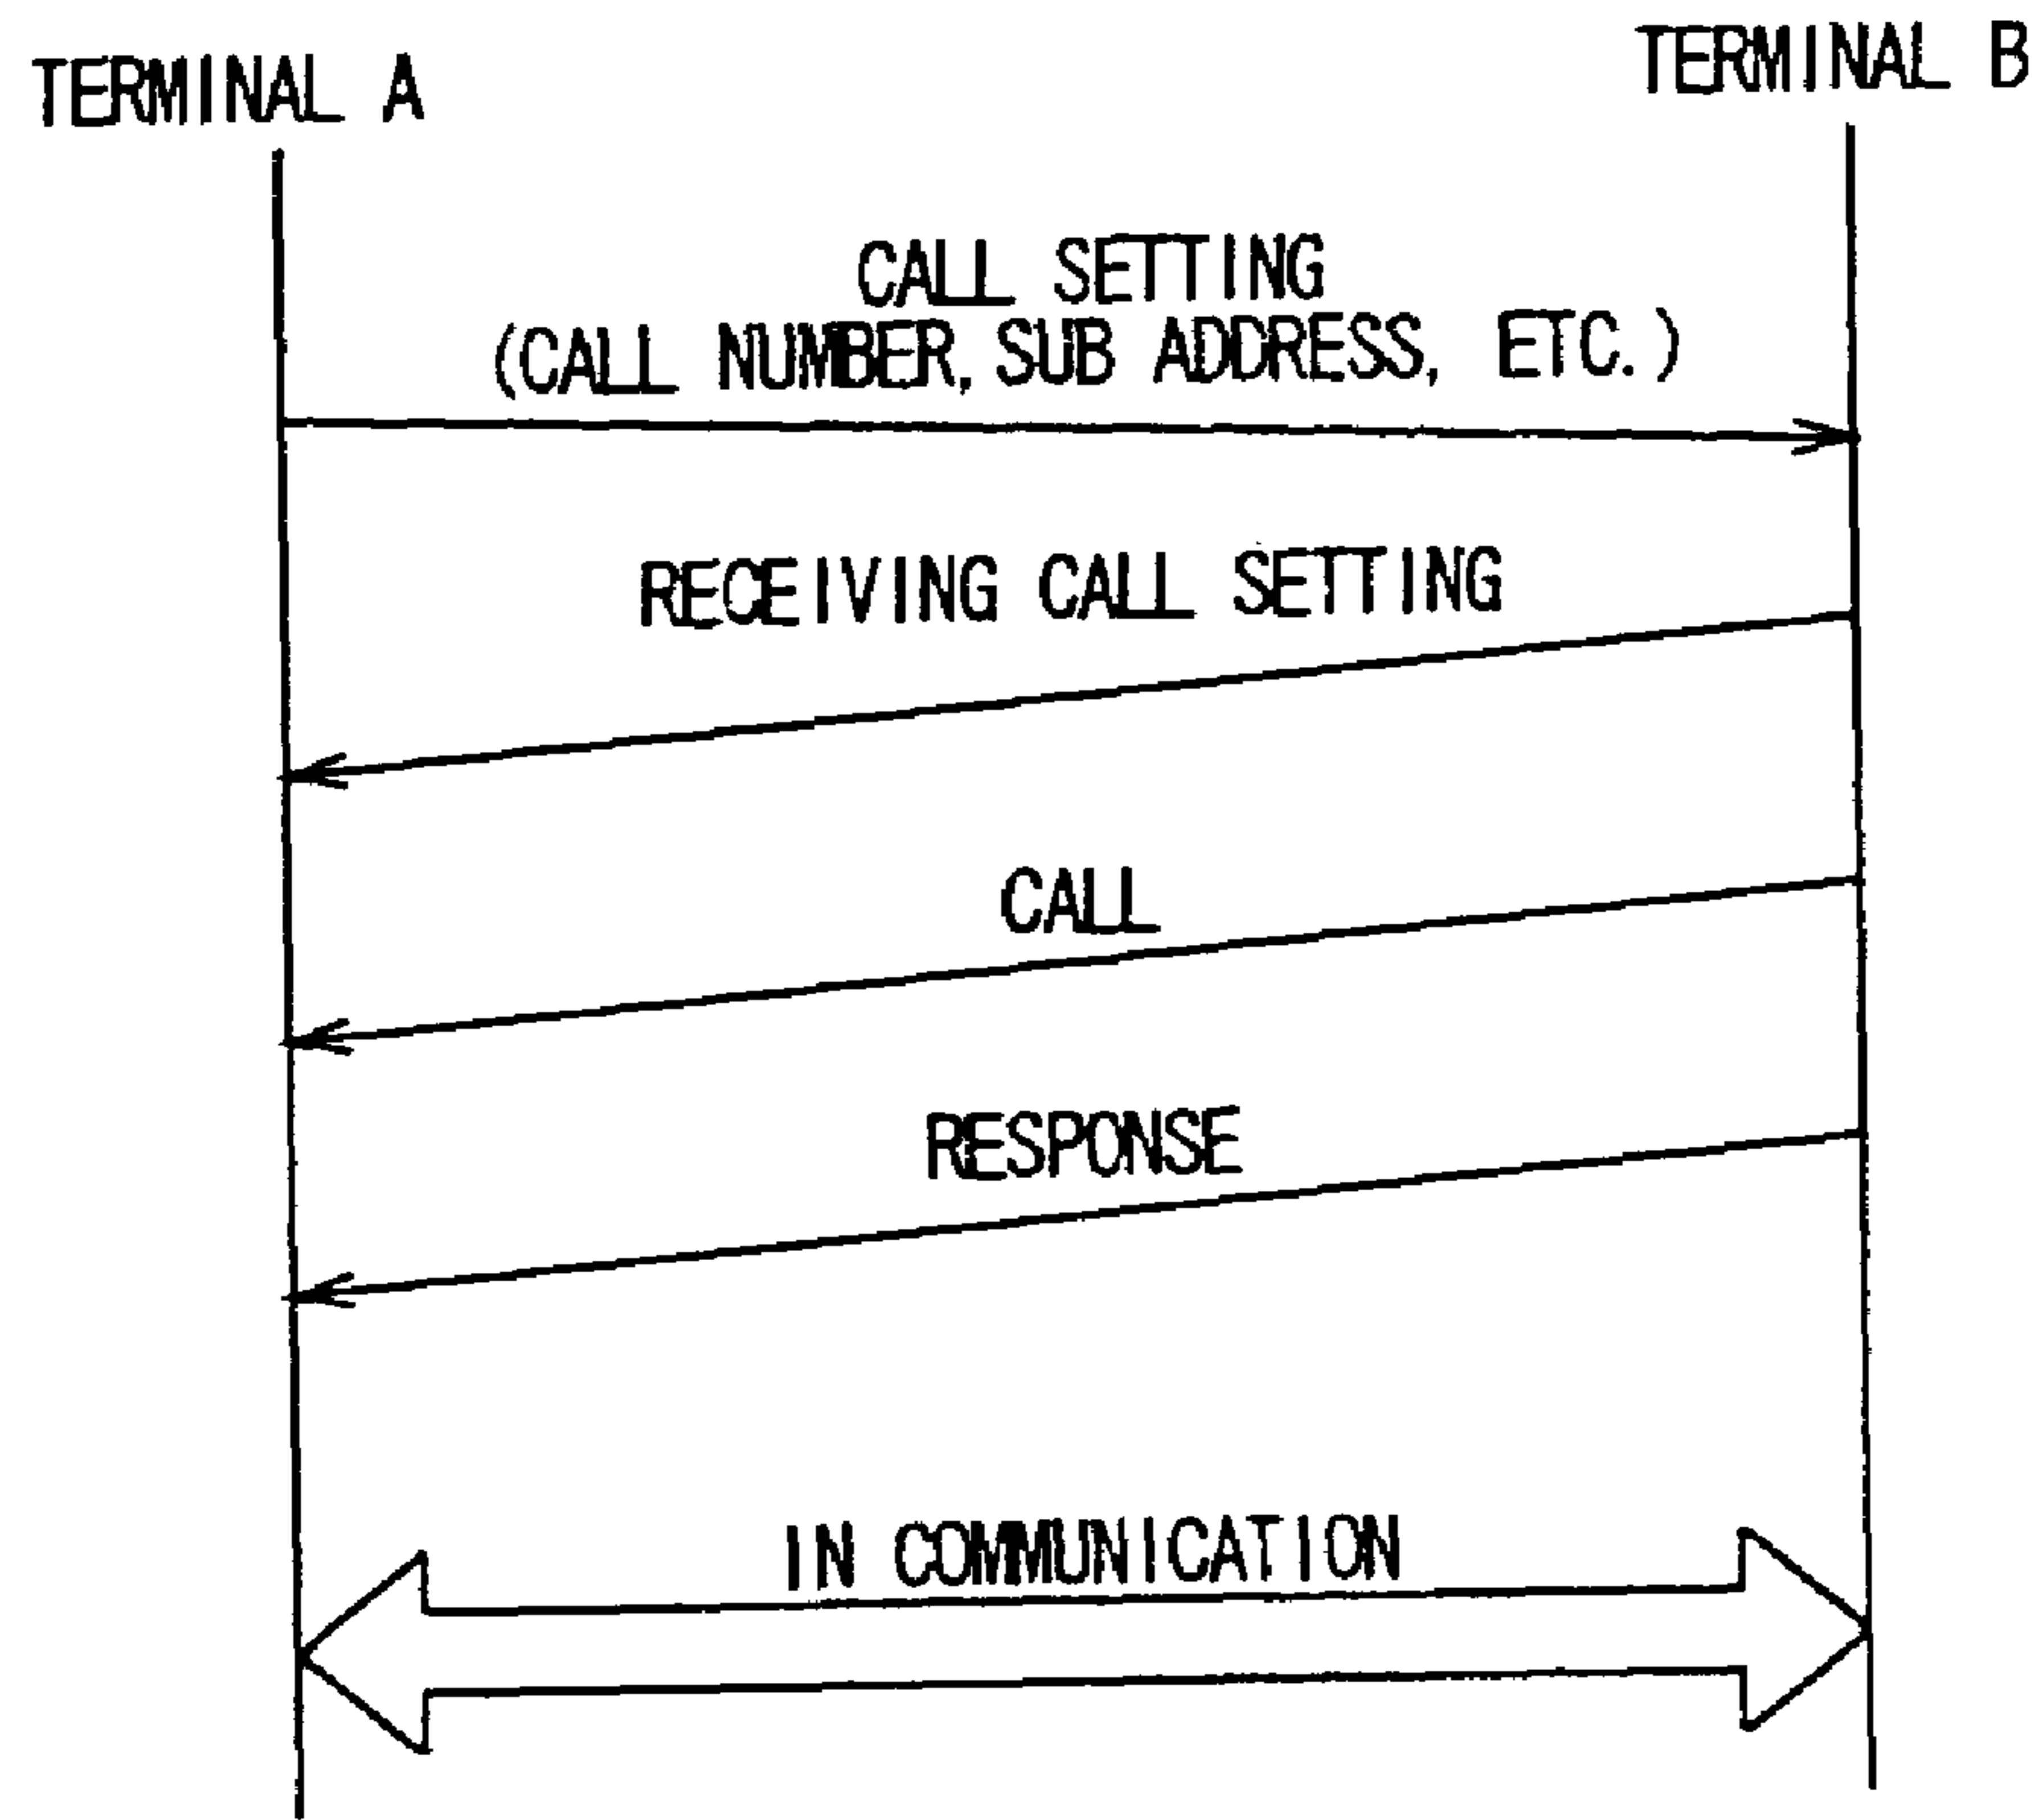 TERMINAL A
TERMINAL B
CALL SETTING
(CALL NUMBER, SUB ADDRESS, ETC.)
RECEIVING CALL SETTING
CALL
RESPONSE
IN COMMUNICATION